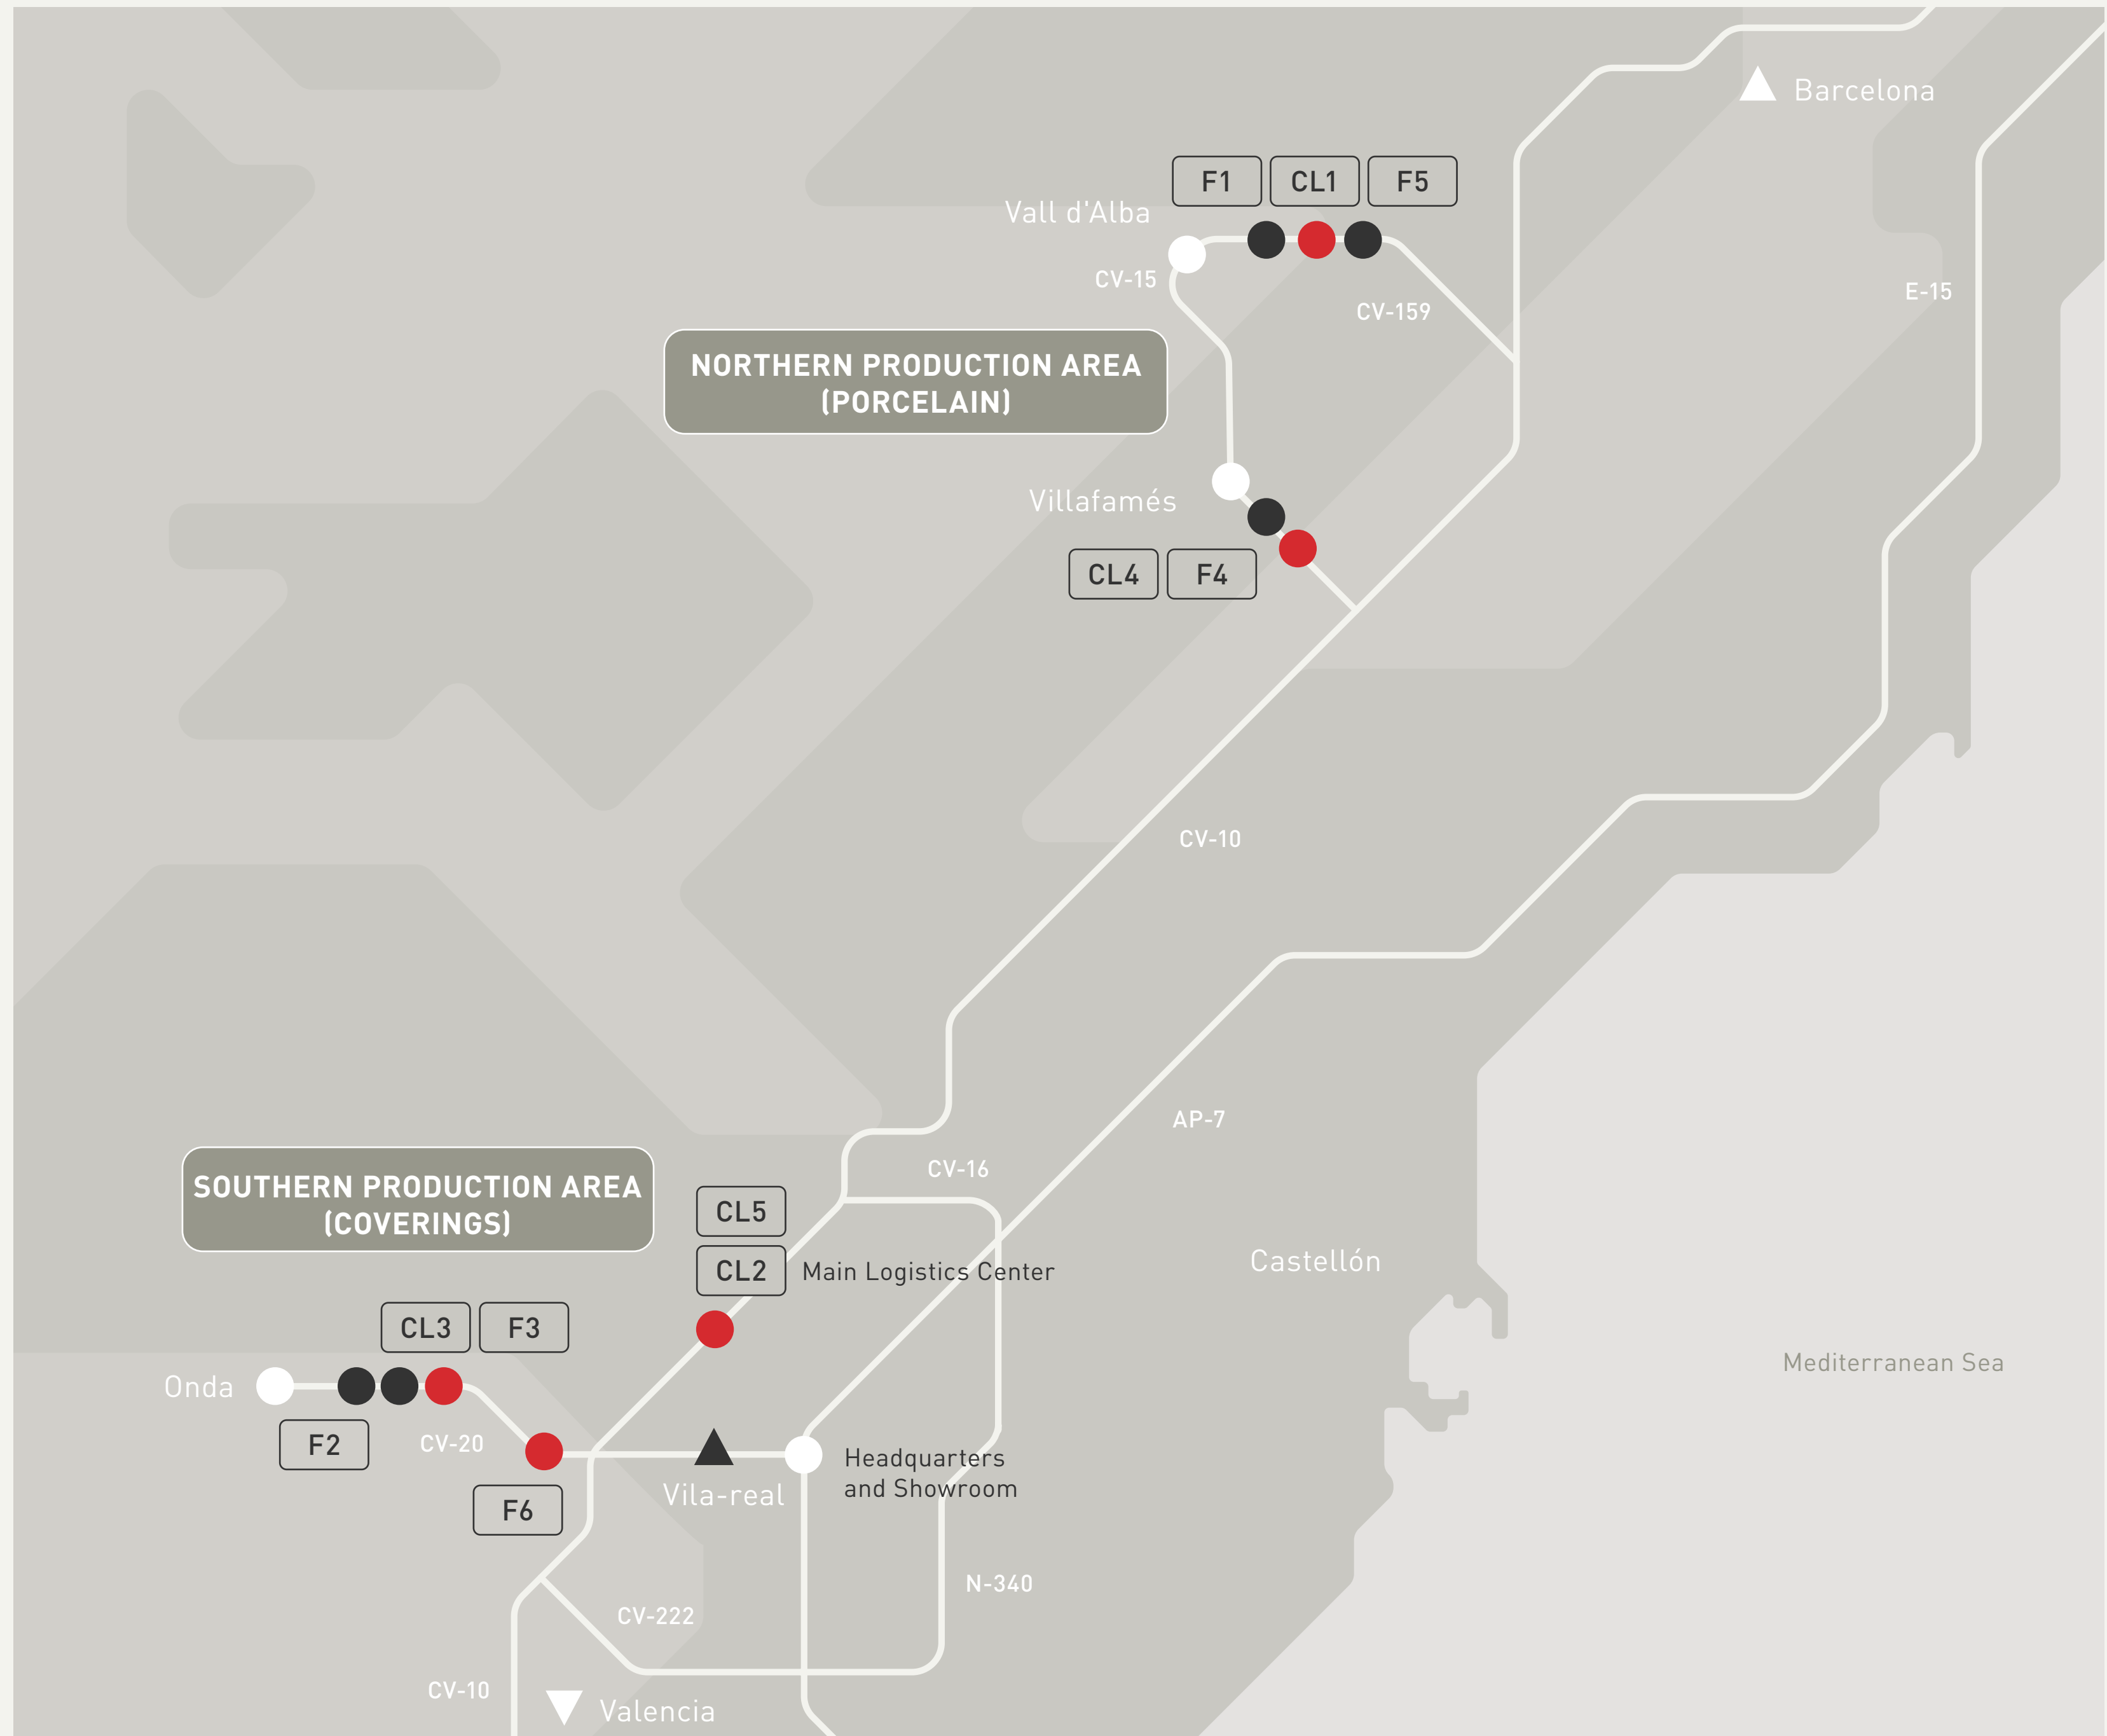 Barcelona
F1 CL1 F5
Vall d'Alba
CV-15
E-15
CV-159
NORTHERN PRODUCTION AREA
(PORCELAIN)
Villafamés
CL4 F4
CV-10
AP-7
CV-16
SOUTHERN PRODUCTION AREA
(COVERINGS)
CL5
CL2 Main Logistics Center
Castellón
CL3 F3
Mediterranean Sea
Onda
F2
CV-20
Headquarters
and Showroom
Vila-real
F6
N-340
CV-222
CV-10
Valencia